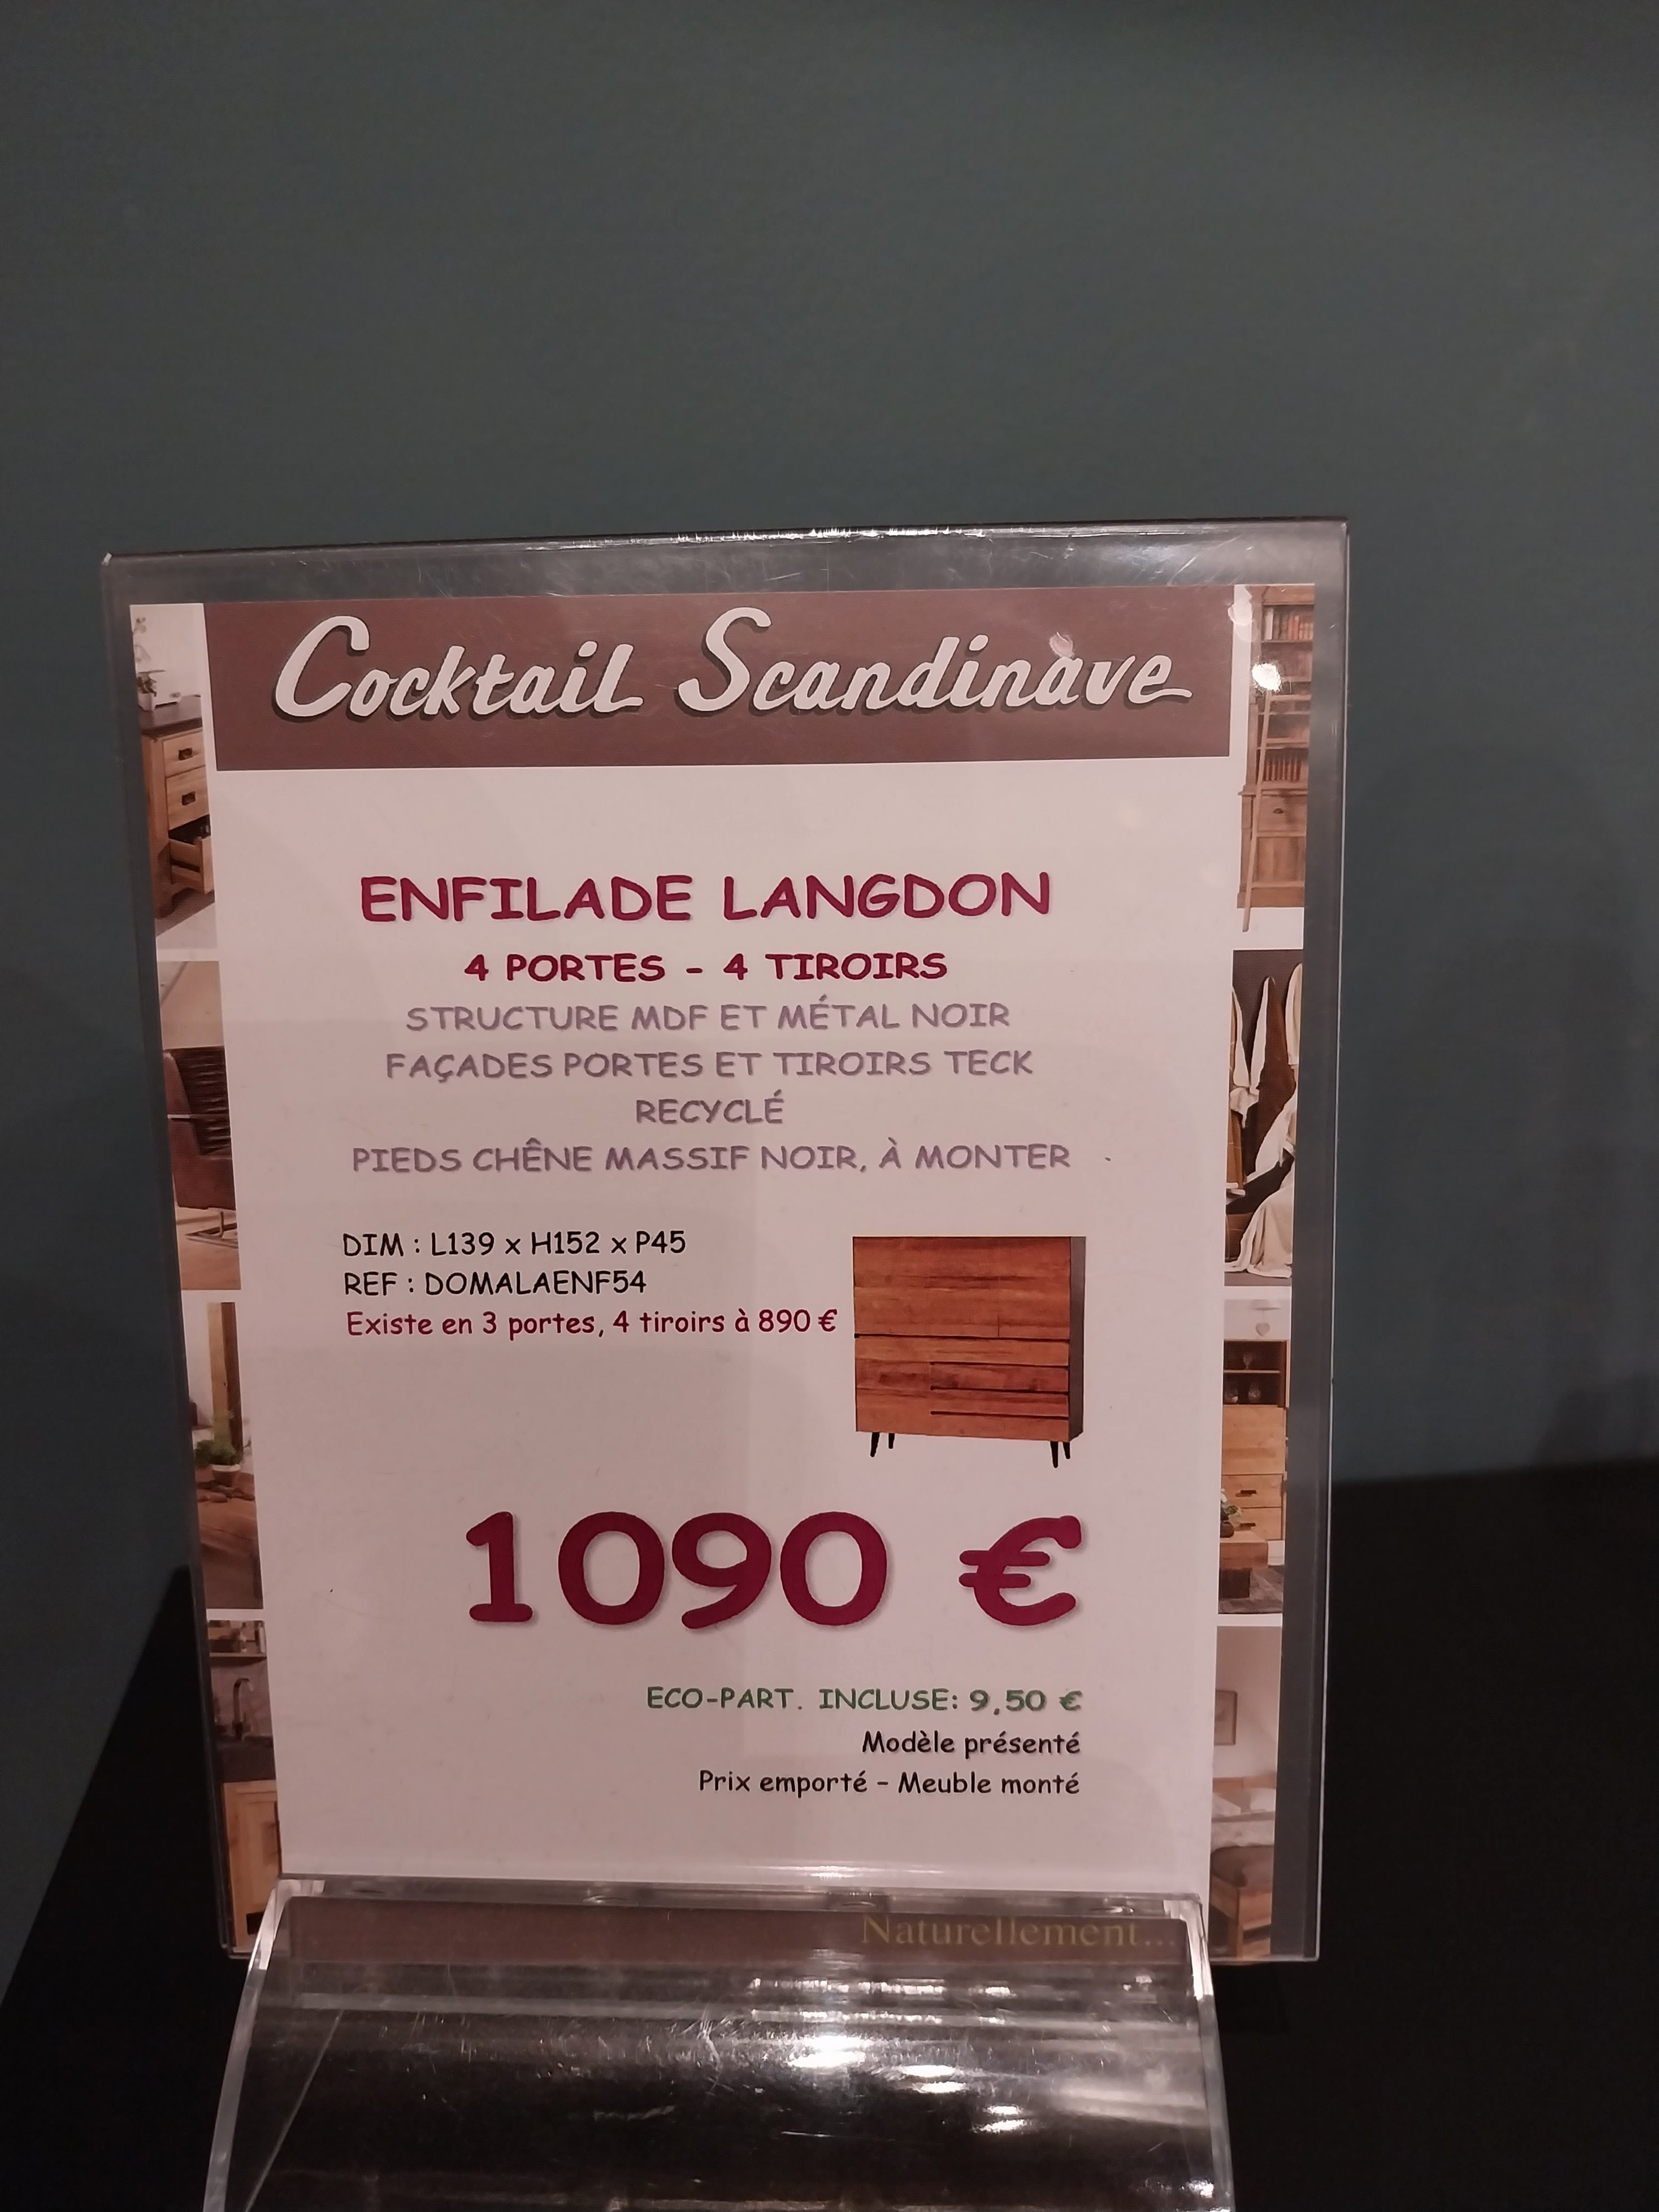 Cocktail Scandinave
ENFILADE LANGDON
4 PORTES - 4 TIROIRS
STRUCTURE MDF ET MÉTAL NOIR
FAÇADES PORTES ET TIROIRS TECK
RECYCLÉ
PIEDS CHÊNE MASSIF NOIR, À MONTER
DIM : L139 x H152 x P45
REF : DOMALAENF54
Existe en 3 portes, 4 tiroirs à 890 €
1090 €
ECO-PART. INCLUSE: 9,50 €
Modèle présenté
Prix emporté - Meuble monté
Naturellement...